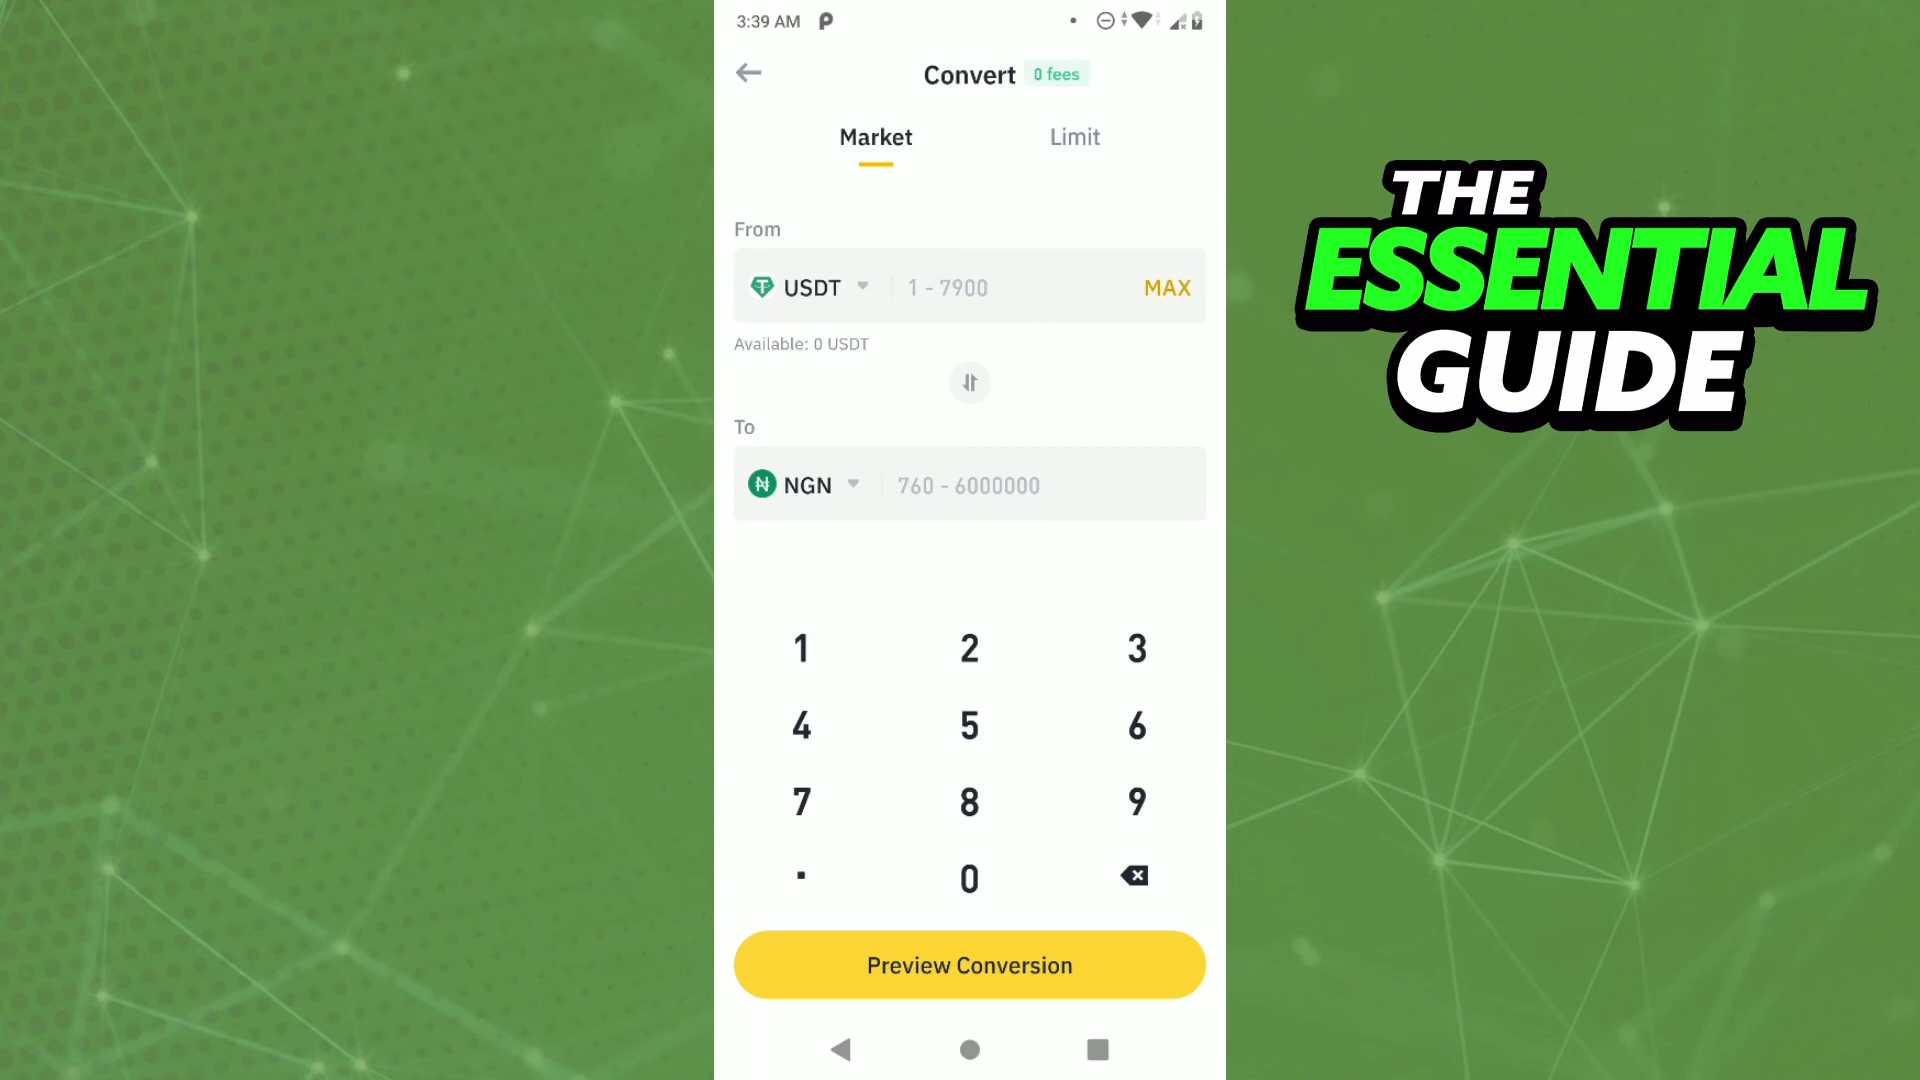 3:39 AM
Convert 0 fees
Market Limit
From
USDT 1 - 7900 MAX
Available: 0 USDT
To
NGN 760 - 6000000
1 2 3
4 5 6
7 8 9
. 0
Preview Conversion
THE
ESSENTIAL
GUIDE